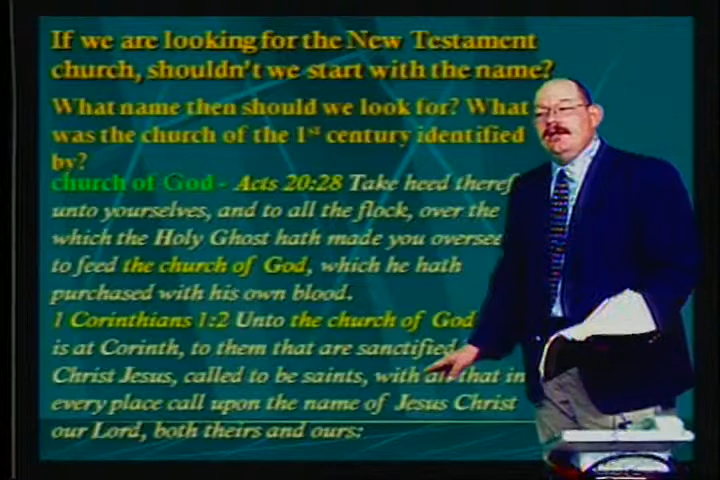 If we are looking for the New Testament
church, shouldn't we start with the name?
What name then should we look for? What
was the church of the 1st century identified
by?
church of God - Acts 20:28 Take heed theref
unto yourselves, and to all the flock, over the
which the Holy Ghost hath made you oversee
to feed the church of God, which he hath
purchased with his own blood.
1 Corinthians 1:2 Unto the church of God
is at Corinth, to them that are sanctified
Christ Jesus, called to be saints, with all that in
every place call upon the name of Jesus Christ
our Lord, both theirs and ours: